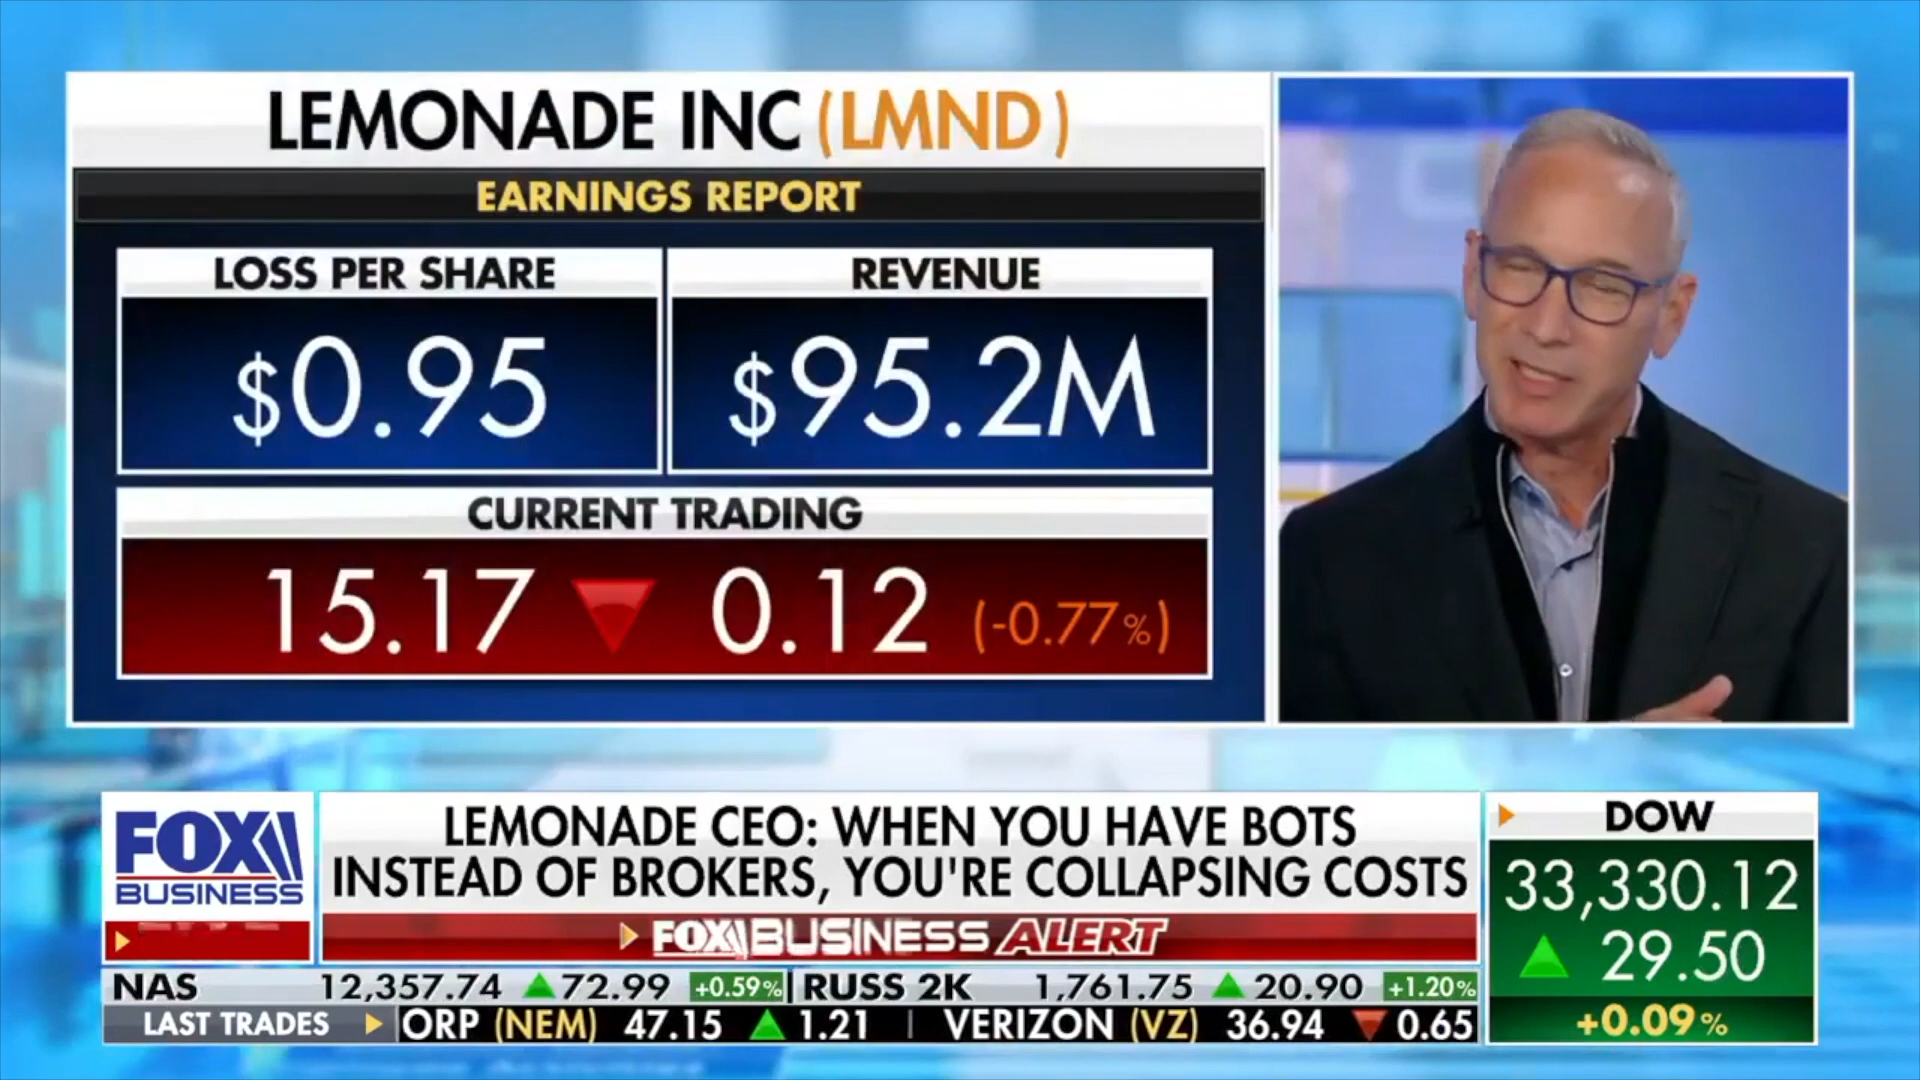 LEMONADE INC (LMND)
EARNINGS REPORT
LOSS PER SHARE
$0.95
REVENUE
$95.2M
CURRENT TRADING
15.17 ▼ 0.12 (-0.77%)
FOX
BUSINESS
LEMONADE CEO: WHEN YOU HAVE BOTS
INSTEAD OF BROKERS, YOU'RE COLLAPSING COSTS
FOX BUSINESS ALERT
DOW
33,330.12
▲ 29.50
+0.09%
NAS 12,357.74 ▲ 72.99 +0.59% RUSS 2K 1,761.75 ▲ 20.90 +1.20%
LAST TRADES ORP (NEM) 47.15 ▲ 1.21 | VERIZON (VZ) 36.94 ▼ 0.65